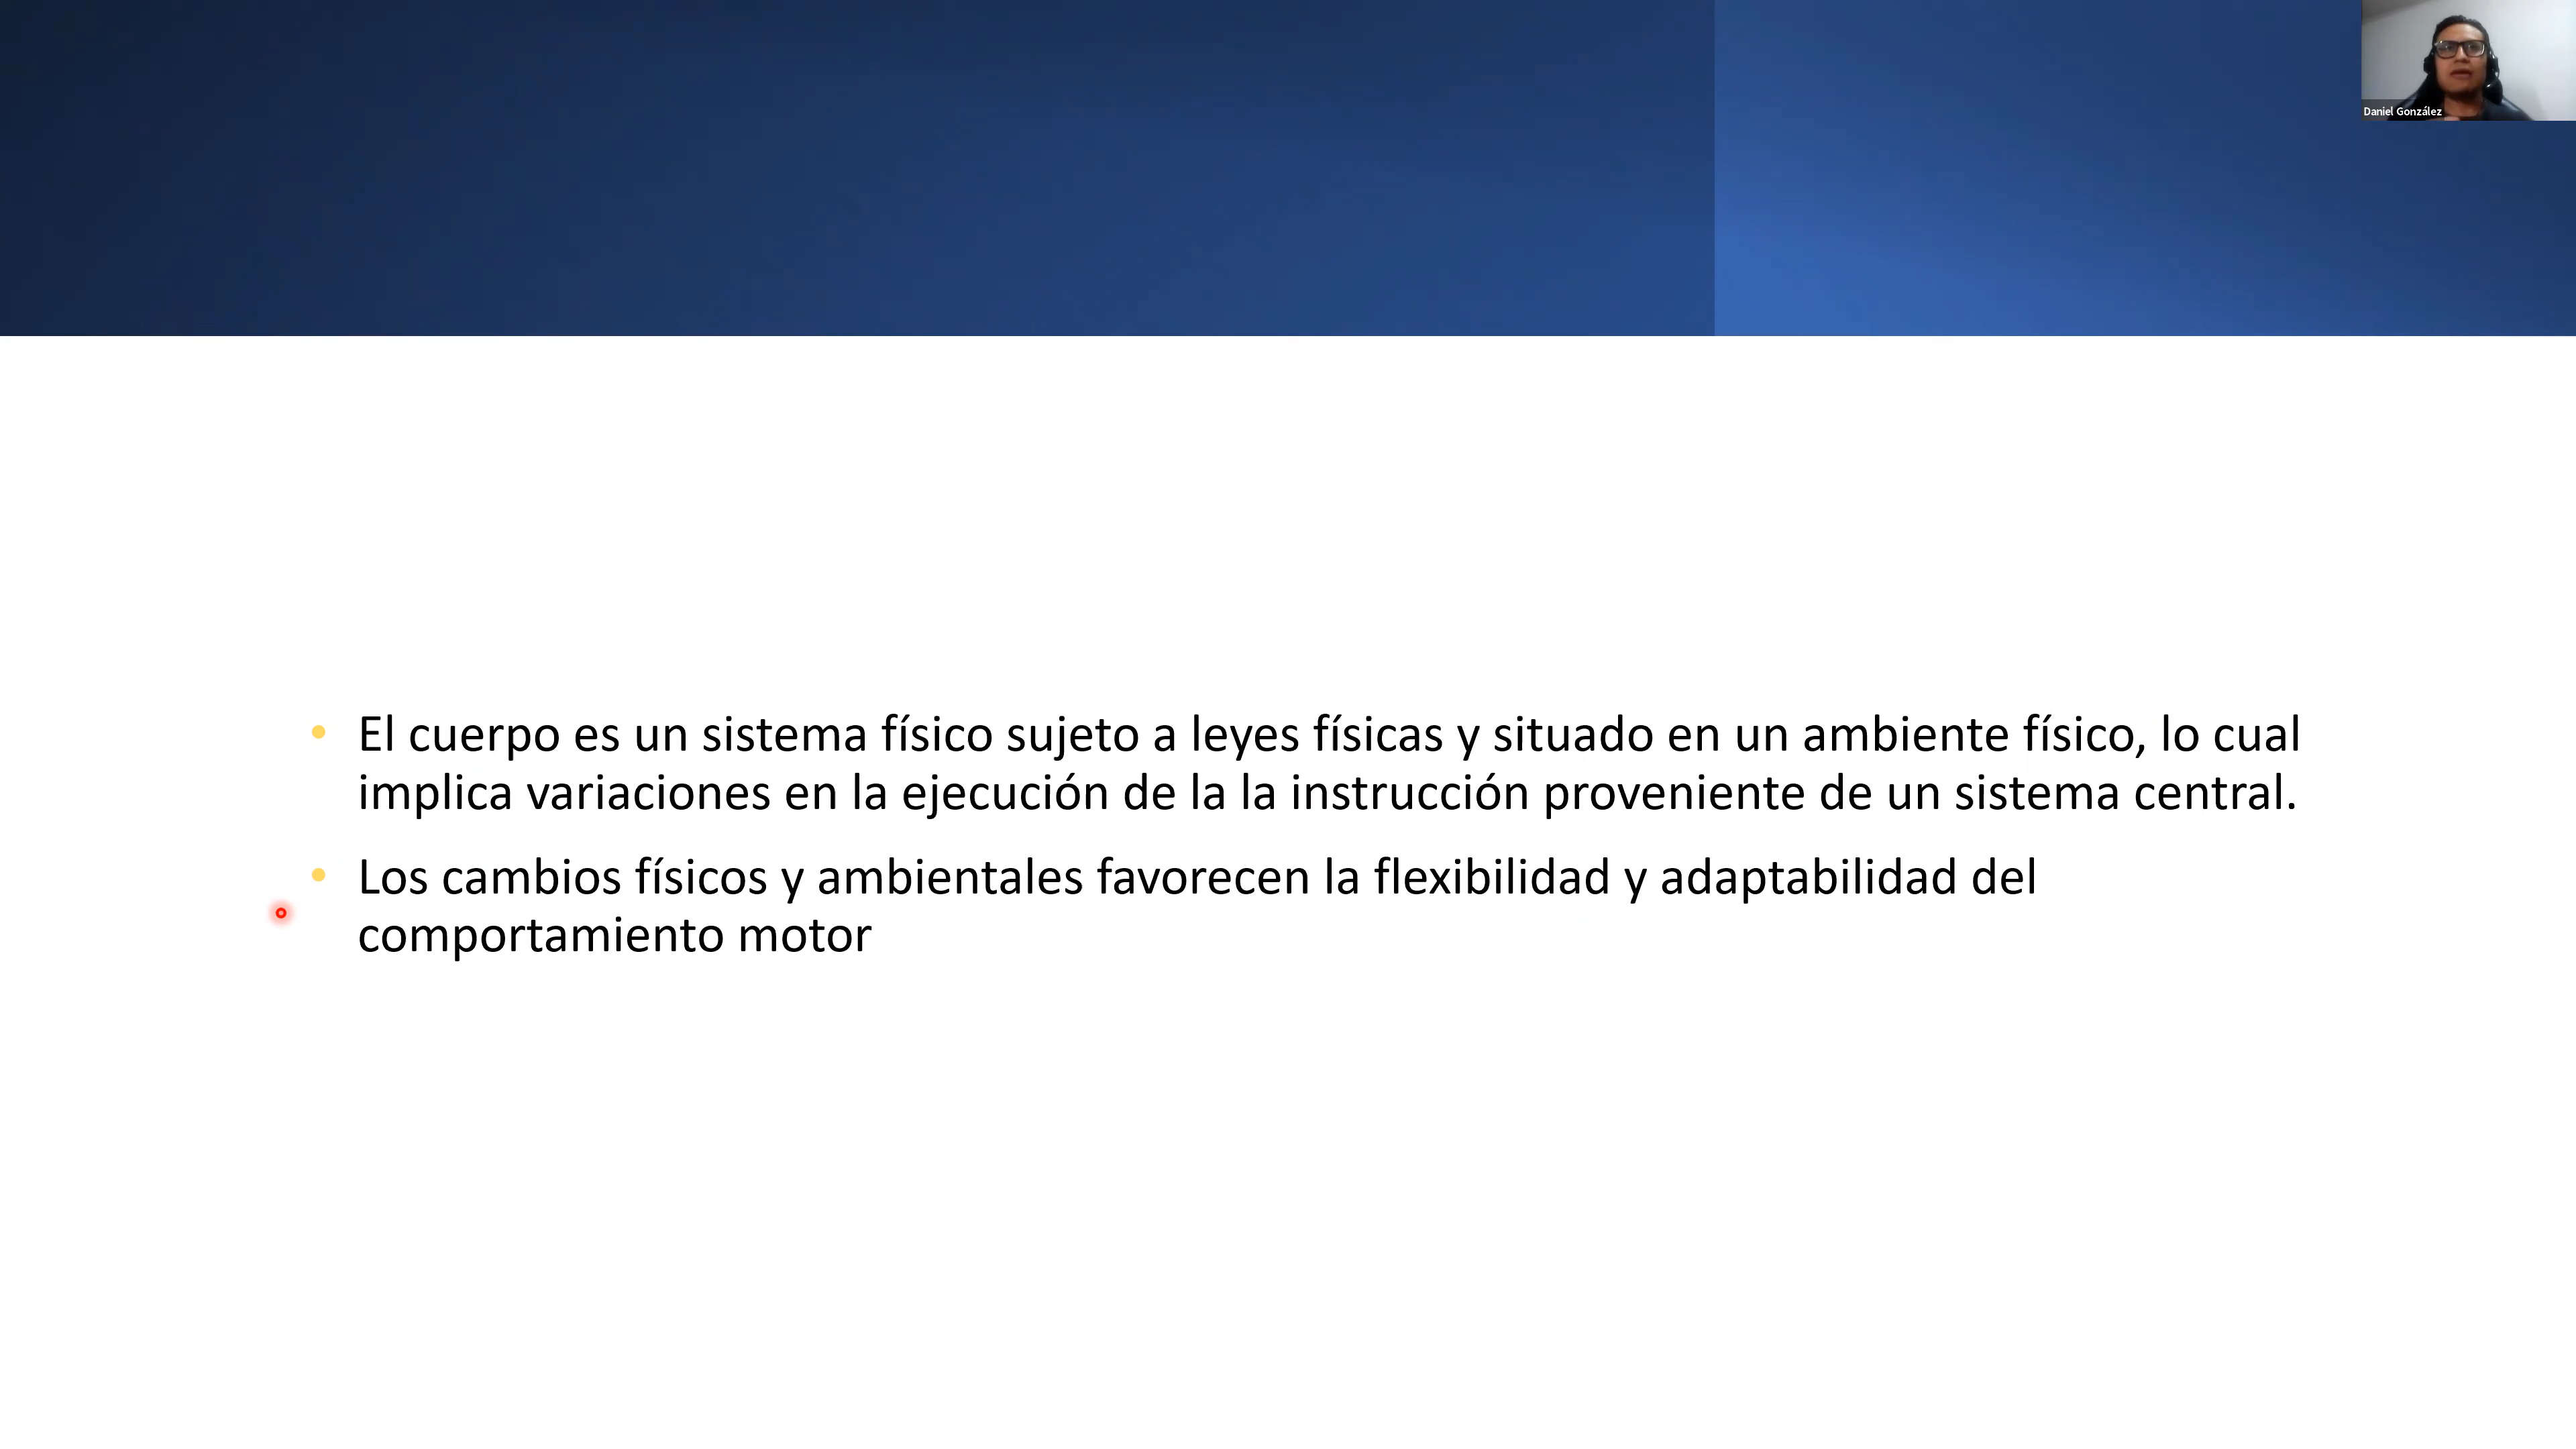 Daniel González
El cuerpo es un sistema físico sujeto a leyes físicas y situado en un ambiente físico, lo cual
implica variaciones en la ejecución de la la instrucción proveniente de un sistema central.
Los cambios físicos y ambientales favorecen la flexibilidad y adaptabilidad del
comportamiento motor